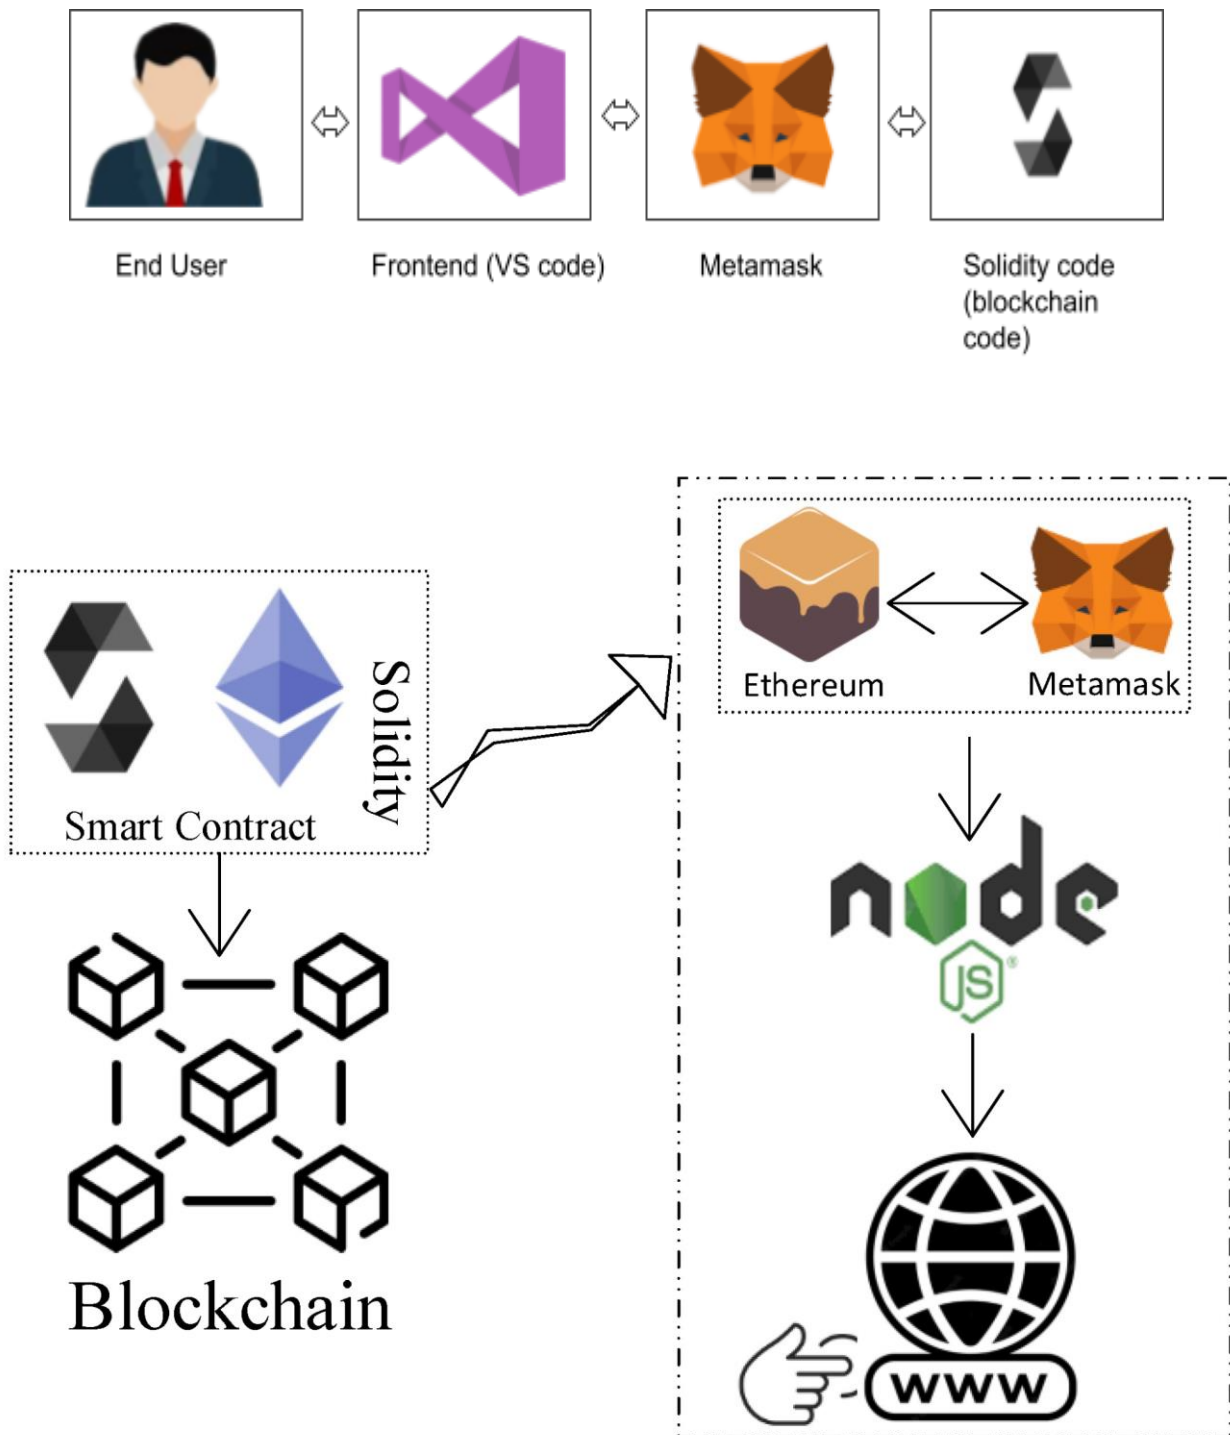 End User
Frontend (VS code)
Metamask
Solidity code
(blockchain
code)
Smart Contract
Solidity
Blockchain
Ethereum
Metamask
node
JS®
www